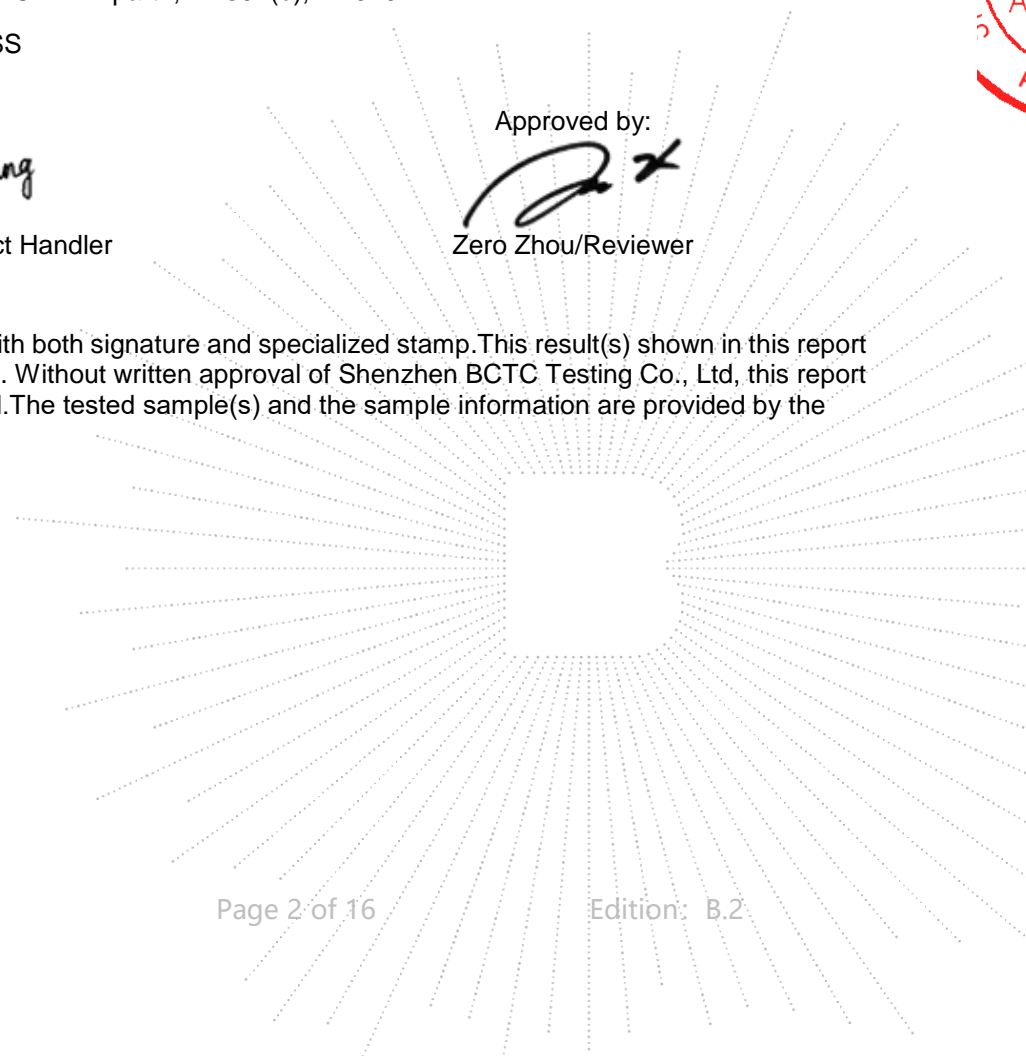 SS
Approved by:
ng
ct Handler
Zero Zhou/Reviewer
ith both signature and specialized stamp.This result(s) shown in this report
. Without written approval of Shenzhen BCTC Testing Co., Ltd, this report
.The tested sample(s) and the sample information are provided by the
Page 2 of 16
Edition: B.2